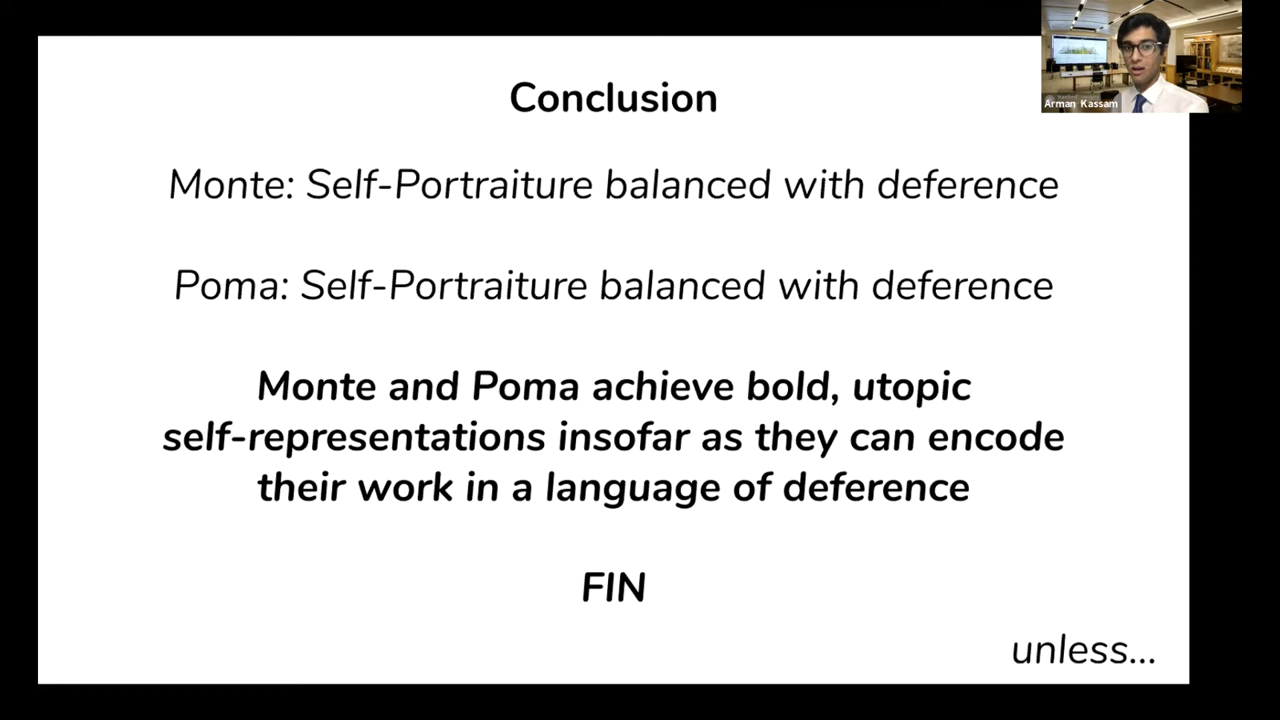 Conclusion
Monte: Self-Portraiture balanced with deference
Poma: Self-Portraiture balanced with deference
Monte and Poma achieve bold, utopic
self-representations insofar as they can encode
their work in a language of deference
FIN
unless...
Arman Kassam